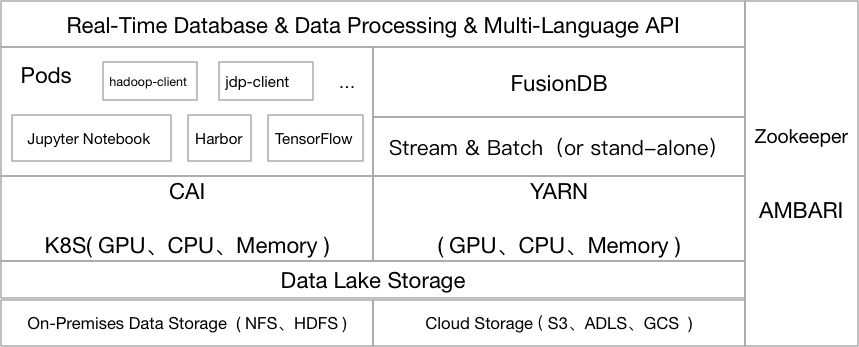 Real-Time Database & Data Processing & Multi-Language API
Pods
hadoop-client
jdp-client
...
Jupyter Notebook
Harbor
TensorFlow
FusionDB
Stream & Batch（or stand-alone）
CAI
K8S( GPU、CPU、Memory )
YARN
( GPU、CPU、Memory )
Data Lake Storage
On-Premises Data Storage ( NFS、HDFS )
Cloud Storage ( S3、ADLS、GCS )
Zookeeper
AMBARI